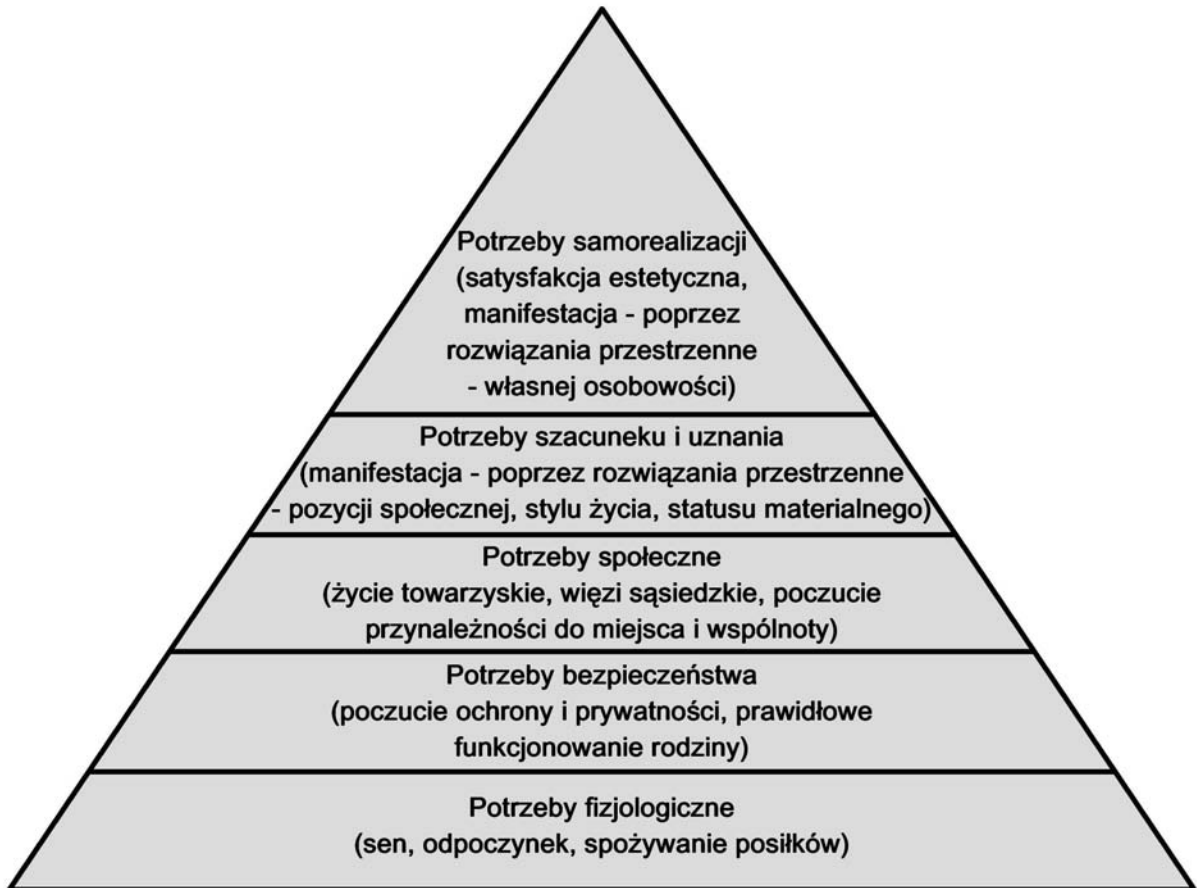 Potrzeby samorealizacji
(satysfakcja estetyczna,
manifestacja - poprzez
rozwiązania przestrzenne
- własnej osobowości)
Potrzeby szacuneku i uznania
(manifestacja - poprzez rozwiązania przestrzenne
- pozycji społecznej, stylu życia, statusu materialnego)
Potrzeby społeczne
(życie towarzyskie, więzi sąsiedzkie, poczucie
przynależności do miejsca i wspólnoty)
Potrzeby bezpieczeństwa
(poczucie ochrony i prywatności, prawidłowe
funkcjonowanie rodziny)
Potrzeby fizjologiczne
(sen, odpoczynek, spożywanie posiłków)